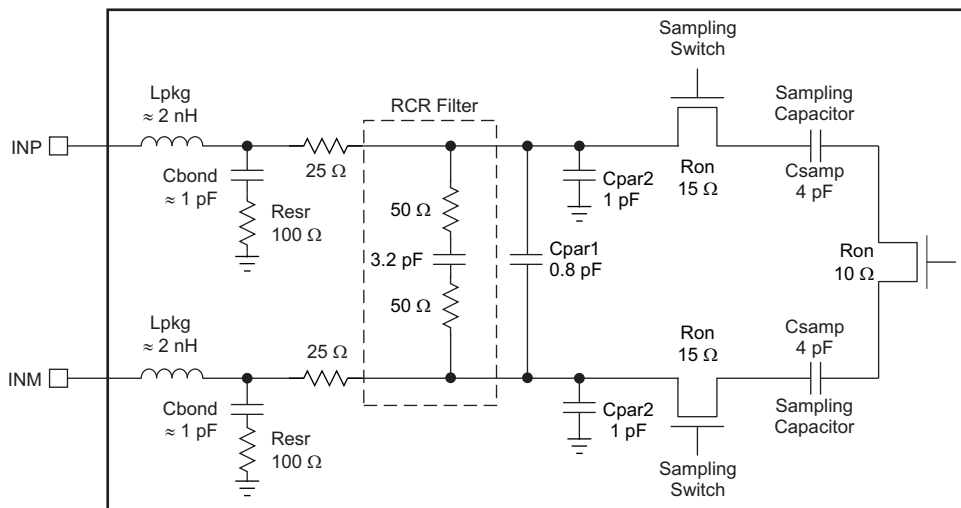 Sampling
Switch
Lpkg
≈ 2 nH
RCR Filter
Sampling
Capacitor
INP
25 Ω
Cbond
≈ 1 pF
Resr
100 Ω
50 Ω
3.2 pF
50 Ω
Cpar1
0.8 pF
Cpar2
1 pF
Ron
15 Ω
Csamp
4 pF
Ron
10 Ω
Lpkg
≈ 2 nH
25 Ω
Ron
15 Ω
Csamp
4 pF
INM
Cbond
≈ 1 pF
Resr
100 Ω
Cpar2
1 pF
Sampling
Capacitor
Sampling
Switch